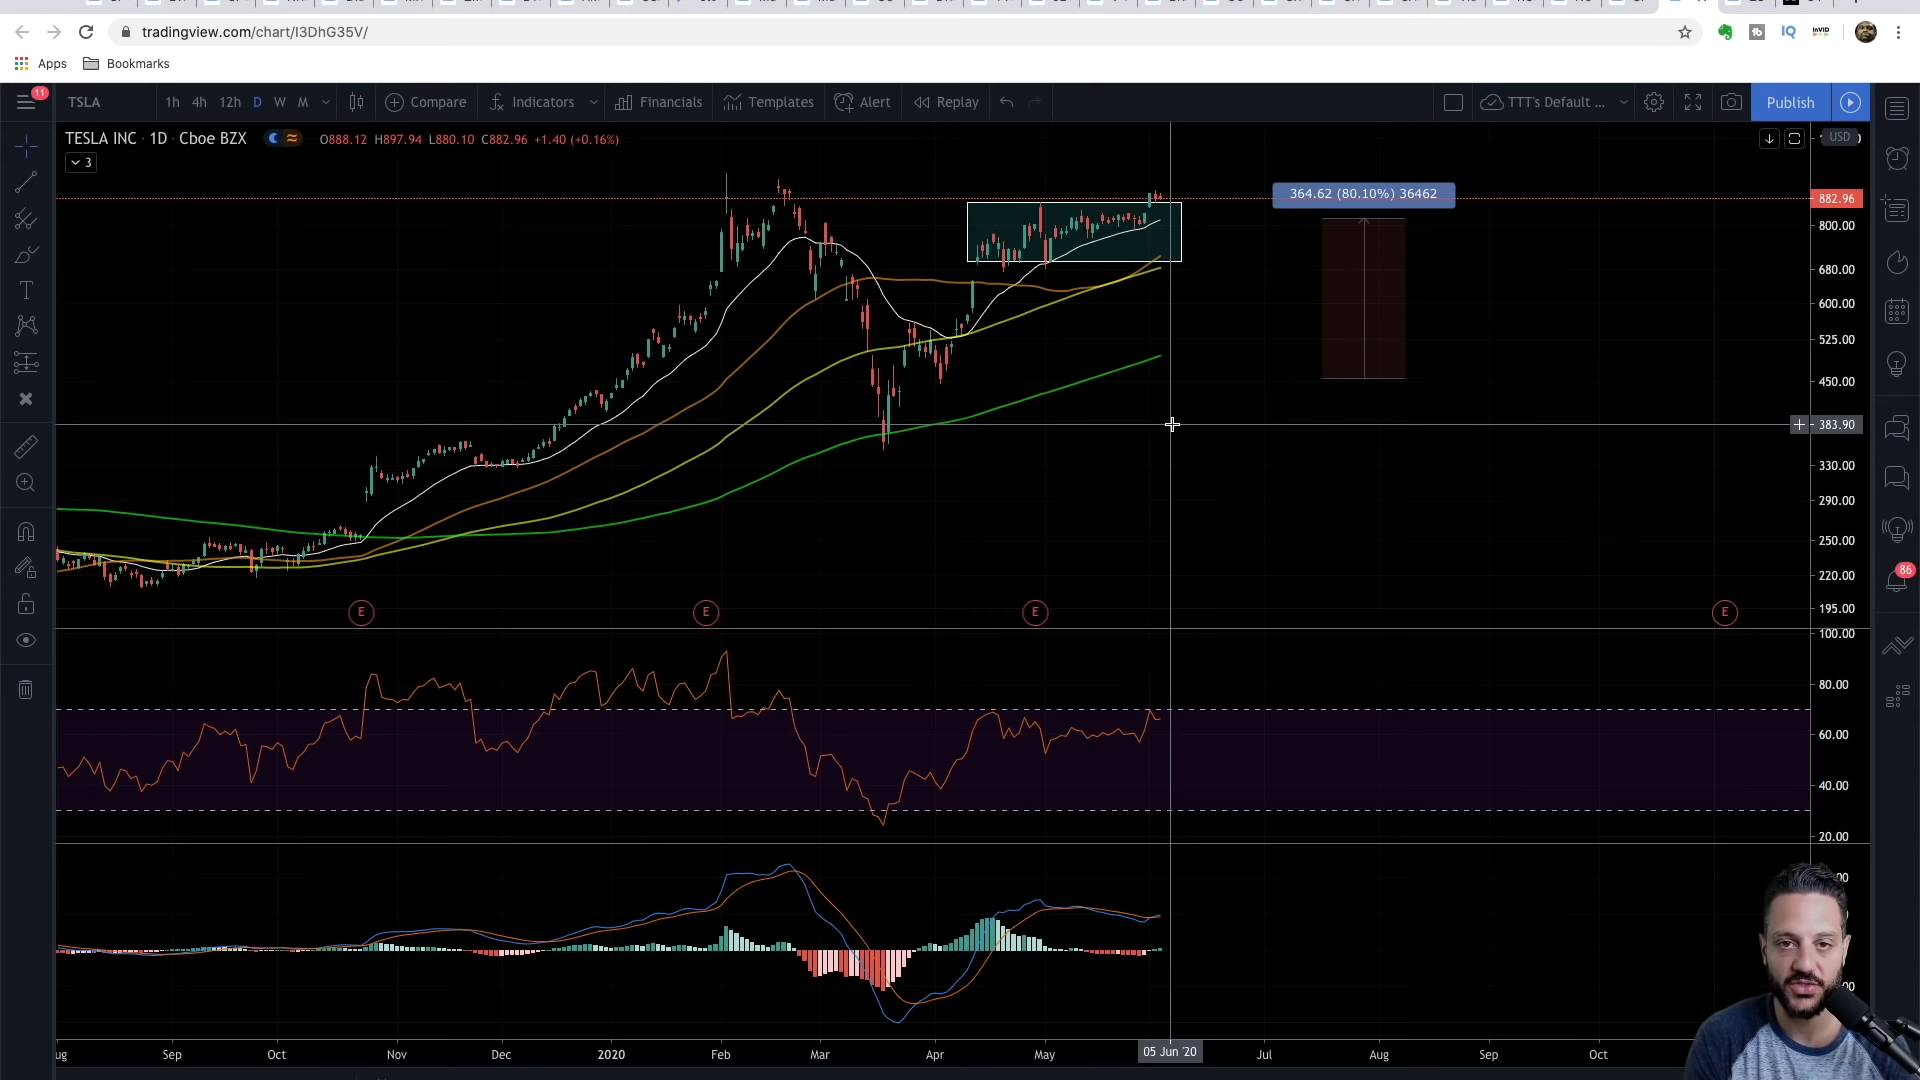 tradingview.com/chart/I3DhG35V/
Apps Bookmarks
11
TSLA 1h 4h 12h D W M Compare Indicators Financials Templates Alert Replay TTT's Default ... Publish
TESLA INC · 1D · Cboe BZX O888.12 H897.94 L880.10 C882.96 +1.40 (+0.16%)
USD
3
364.62 (80.10%) 36462
882.96
800.00
680.00
600.00
525.00
450.00
383.90
330.00
290.00
250.00
220.00
195.00
E E E E
86
100.00
80.00
60.00
40.00
20.00
Sep Oct Nov Dec 2020 Feb Mar Apr May 05 Jun '20 Jul Aug Sep Oct